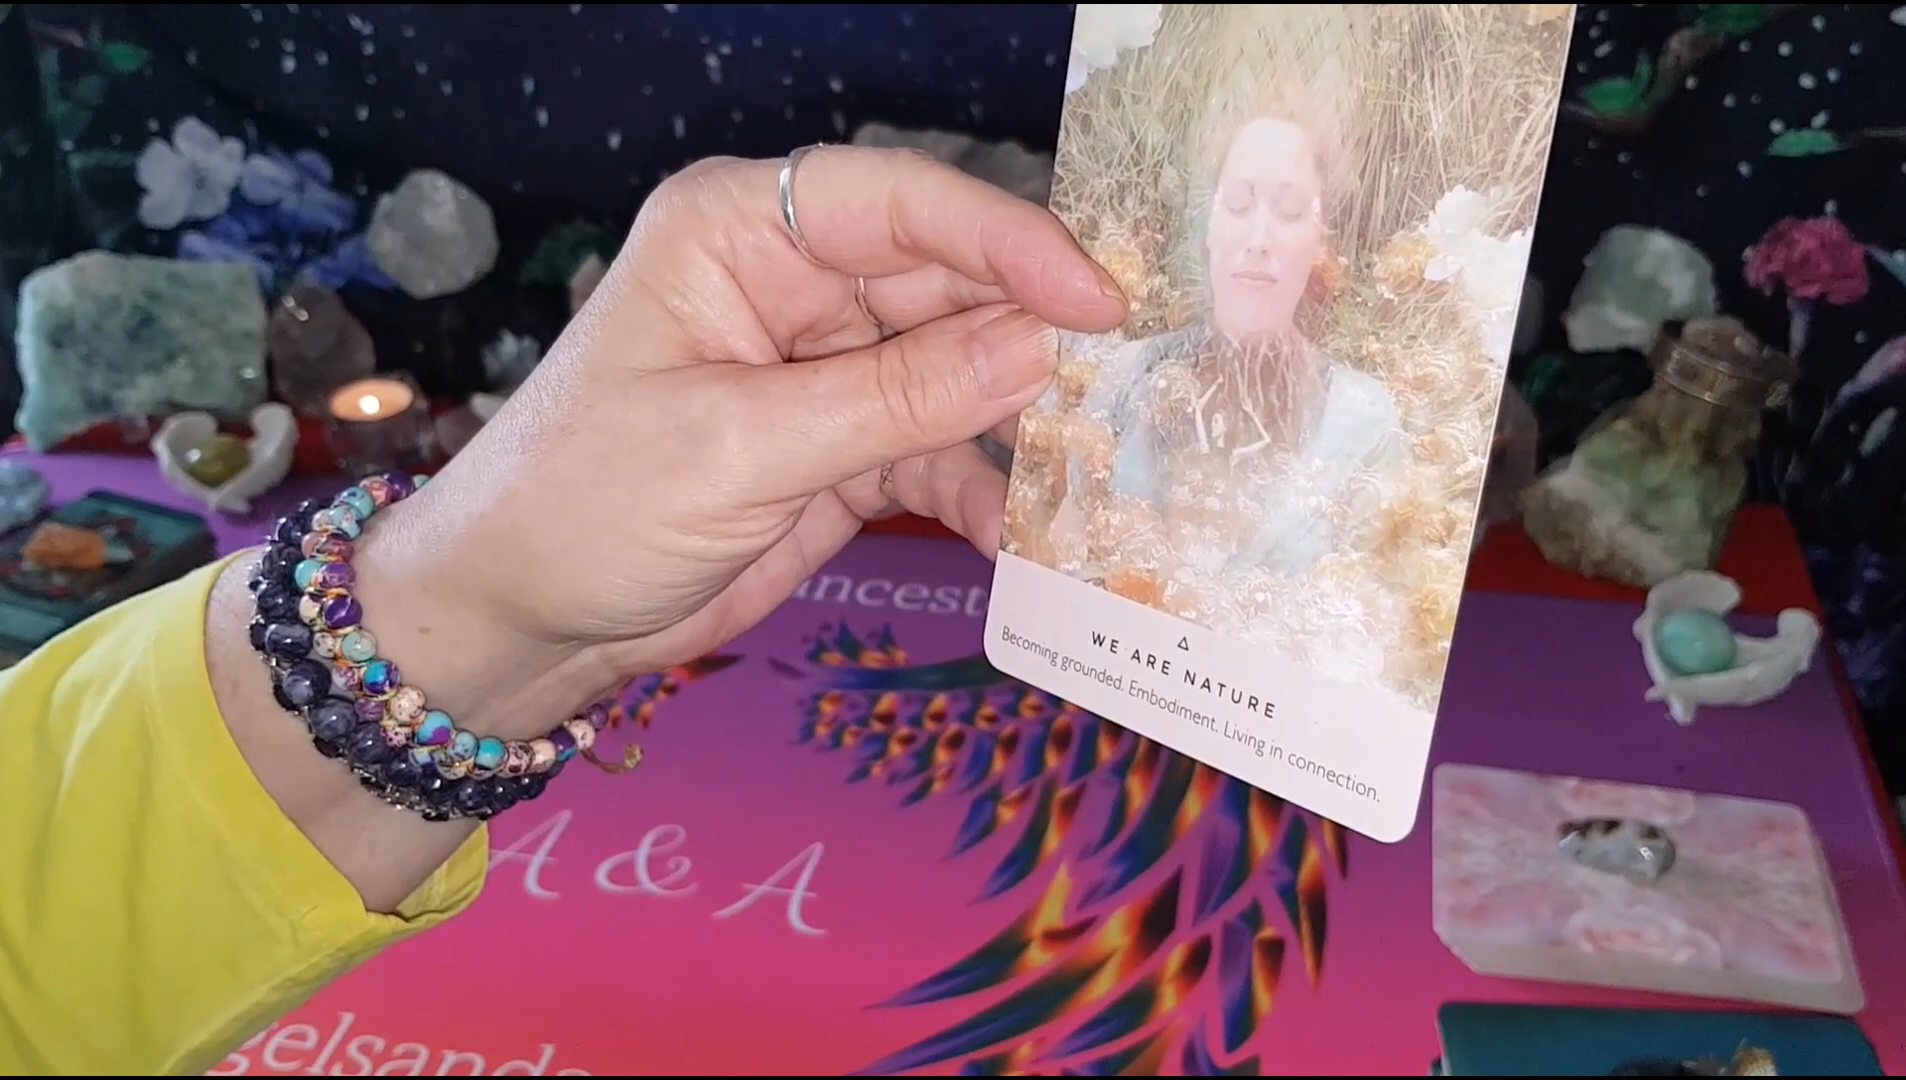 WE ARE NATURE
Becoming grounded. Embodiment. Living in connection.
A & A